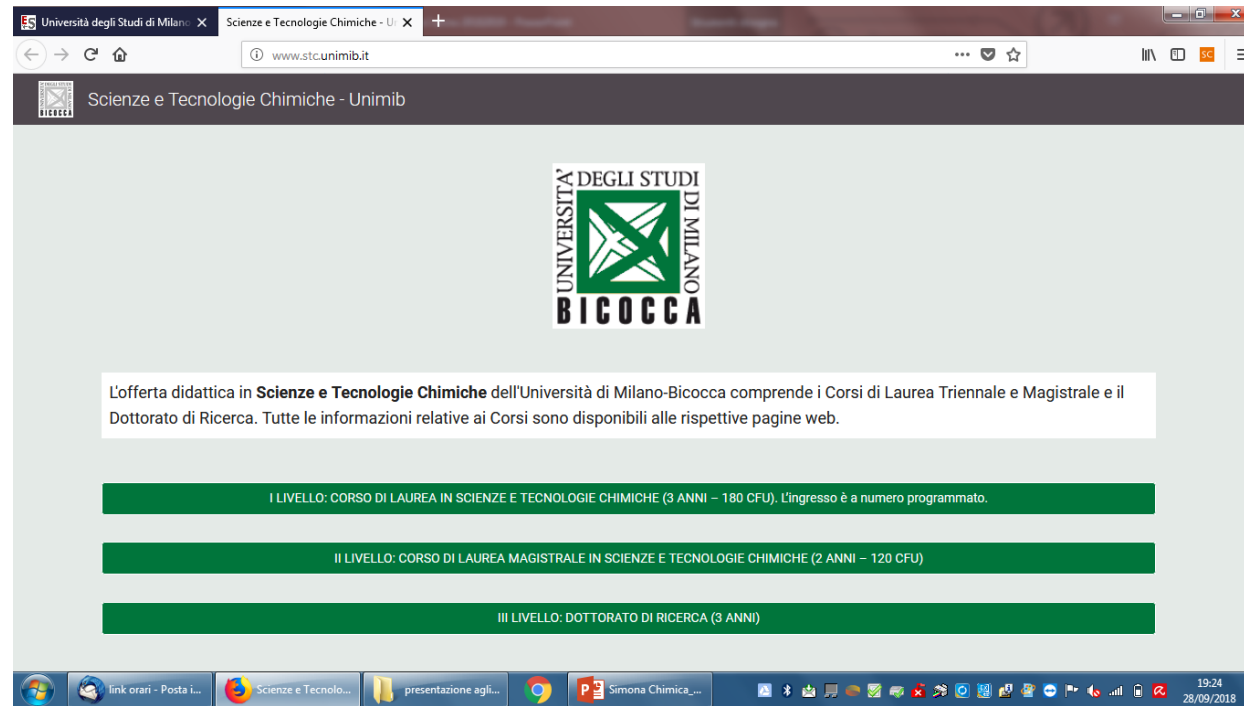 Università degli Studi di Milano
Scienze e Tecnologie Chimiche - Un
www.stc.unimib.it
SC
BICOCCA
Scienze e Tecnologie Chimiche - Unimib
UNIVERSITA' DEGLI STUDI DI MILANO
BICOCCA
L'offerta didattica in Scienze e Tecnologie Chimiche dell'Università di Milano-Bicocca comprende i Corsi di Laurea Triennale e Magistrale e il
Dottorato di Ricerca. Tutte le informazioni relative ai Corsi sono disponibili alle rispettive pagine web.
I LIVELLO: CORSO DI LAUREA IN SCIENZE E TECNOLOGIE CHIMICHE (3 ANNI – 180 CFU). L'ingresso è a numero programmato.
II LIVELLO: CORSO DI LAUREA MAGISTRALE IN SCIENZE E TECNOLOGIE CHIMICHE (2 ANNI – 120 CFU)
III LIVELLO: DOTTORATO DI RICERCA (3 ANNI)
link orari - Posta i...
Scienze e Tecnolo...
presentazione agli...
Simona Chimica_...
19:24
28/09/2018